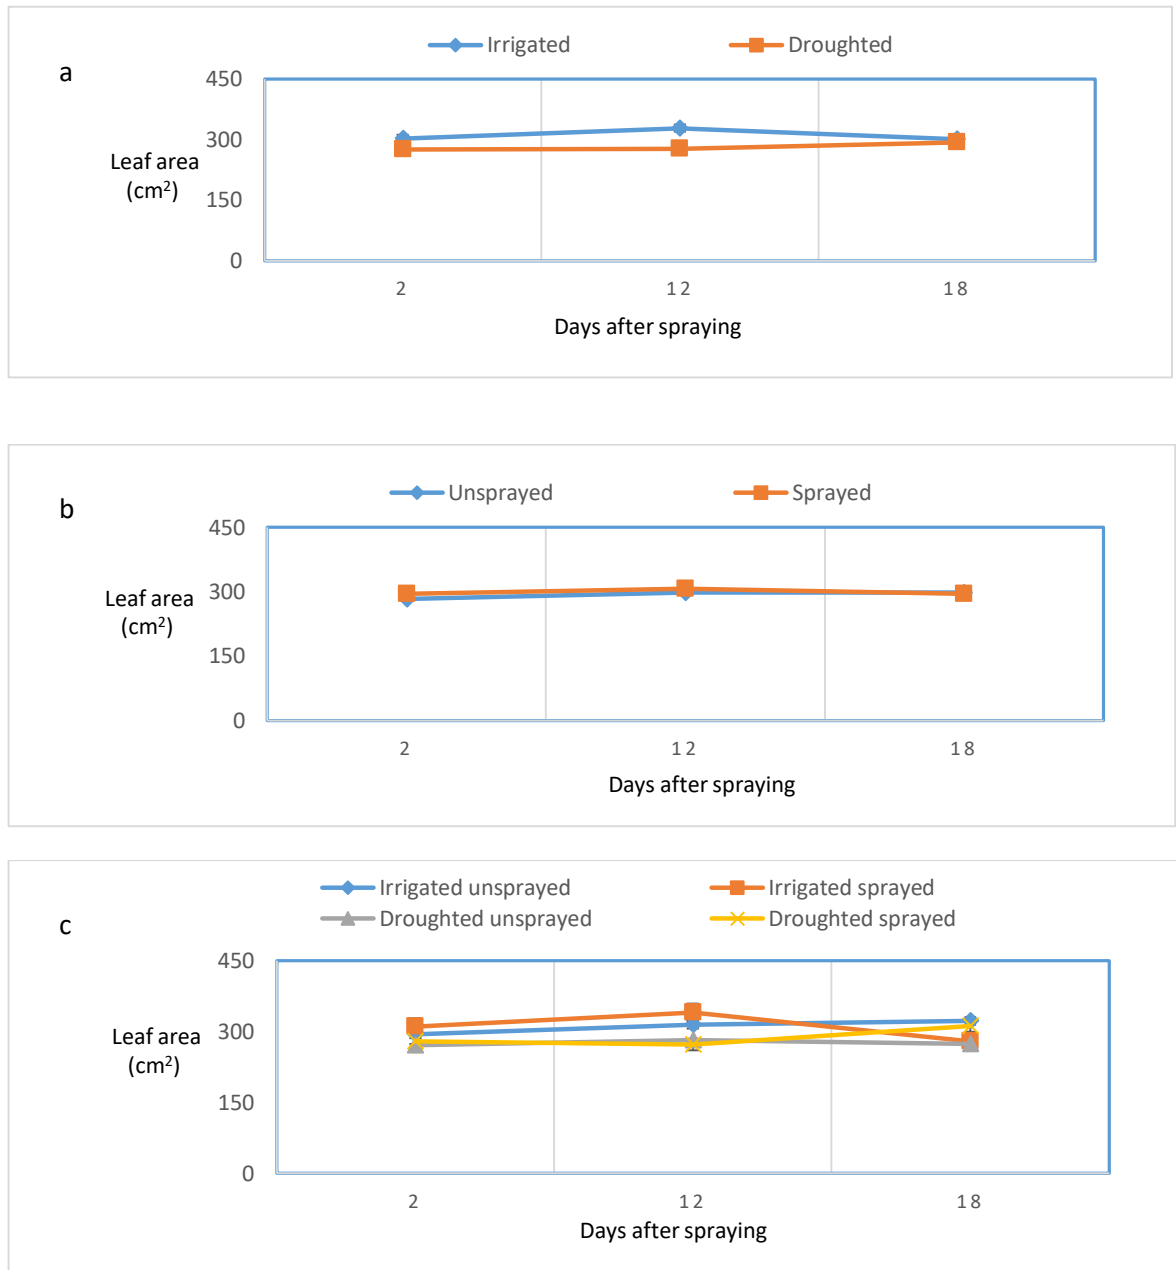 a
Irrigated Droughted
450
300
150
0
Leaf area
(cm²)
2 12 18
Days after spraying
b
Unsprayed Sprayed
450
300
150
0
Leaf area
(cm²)
2 12 18
Days after spraying
c
Irrigated unsprayed Irrigated sprayed
Droughted unsprayed Droughted sprayed
450
300
150
0
Leaf area
(cm²)
2 12 18
Days after spraying